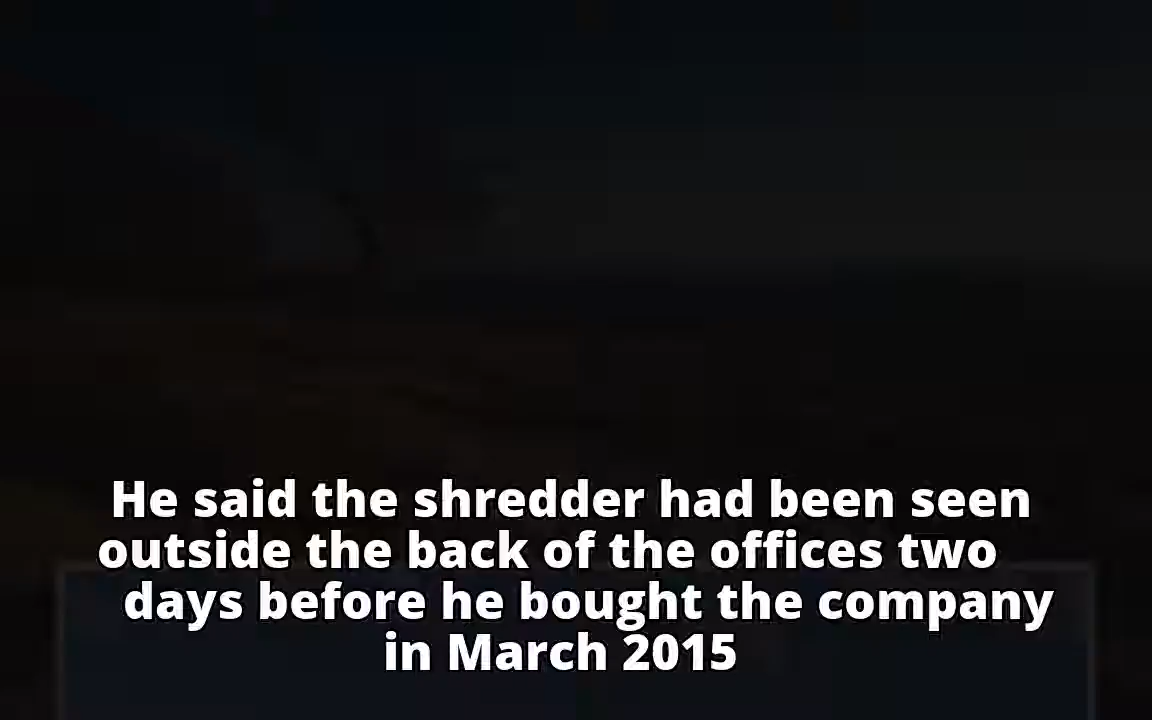 He said the shredder had been seen
outside the back of the offices two
days before he bought the company
in March 2015